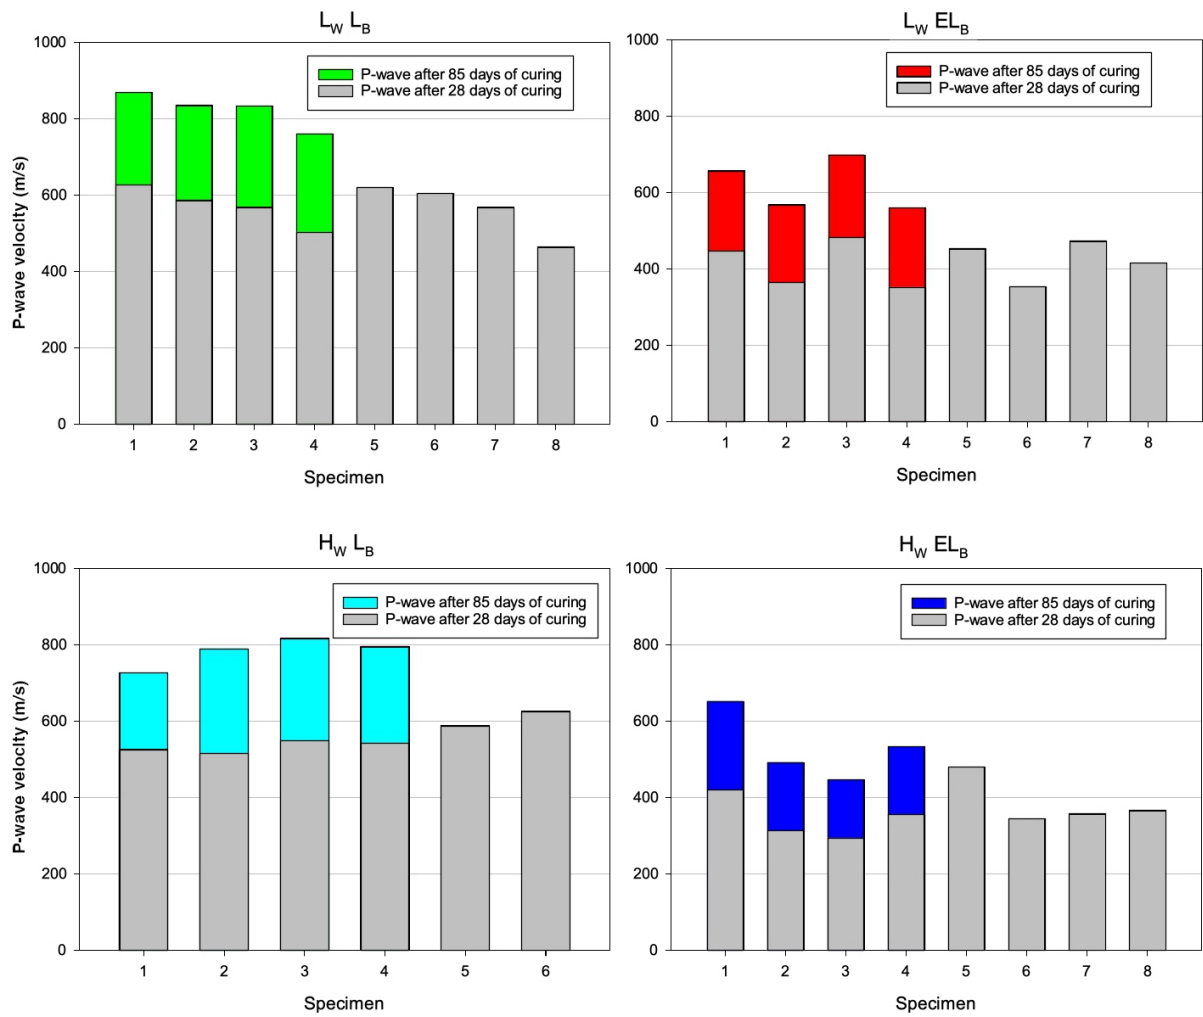 L_W L_B
1000
800
600
400
200
0
P-wave velocity (m/s)
P-wave after 85 days of curing
P-wave after 28 days of curing
1 2 3 4 5 6 7 8
Specimen
L_W EL_B
1000
800
600
400
200
0
P-wave after 85 days of curing
P-wave after 28 days of curing
1 2 3 4 5 6 7 8
Specimen
H_W L_B
1000
800
600
400
200
0
P-wave velocity (m/s)
P-wave after 85 days of curing
P-wave after 28 days of curing
1 2 3 4 5 6
Specimen
H_W EL_B
1000
800
600
400
200
0
P-wave after 85 days of curing
P-wave after 28 days of curing
1 2 3 4 5 6 7 8
Specimen